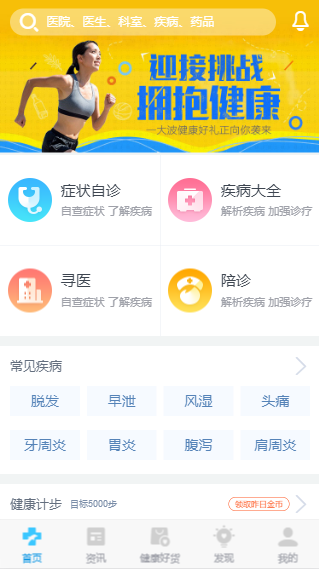 医院、医生、科室、疾病、药品
迎接挑战
拥抱健康
一大波健康好礼正向你袭来
症状自诊
自查症状 了解疾病
疾病大全
解析疾病 加强诊疗
寻医
自查症状 了解疾病
陪诊
解析疾病 加强诊疗
常见疾病
脱发 早泄 风湿 头痛
牙周炎 胃炎 腹泻 肩周炎
健康计步 目标5000步 领取昨日金币
首页 资讯 健康好货 发现 我的